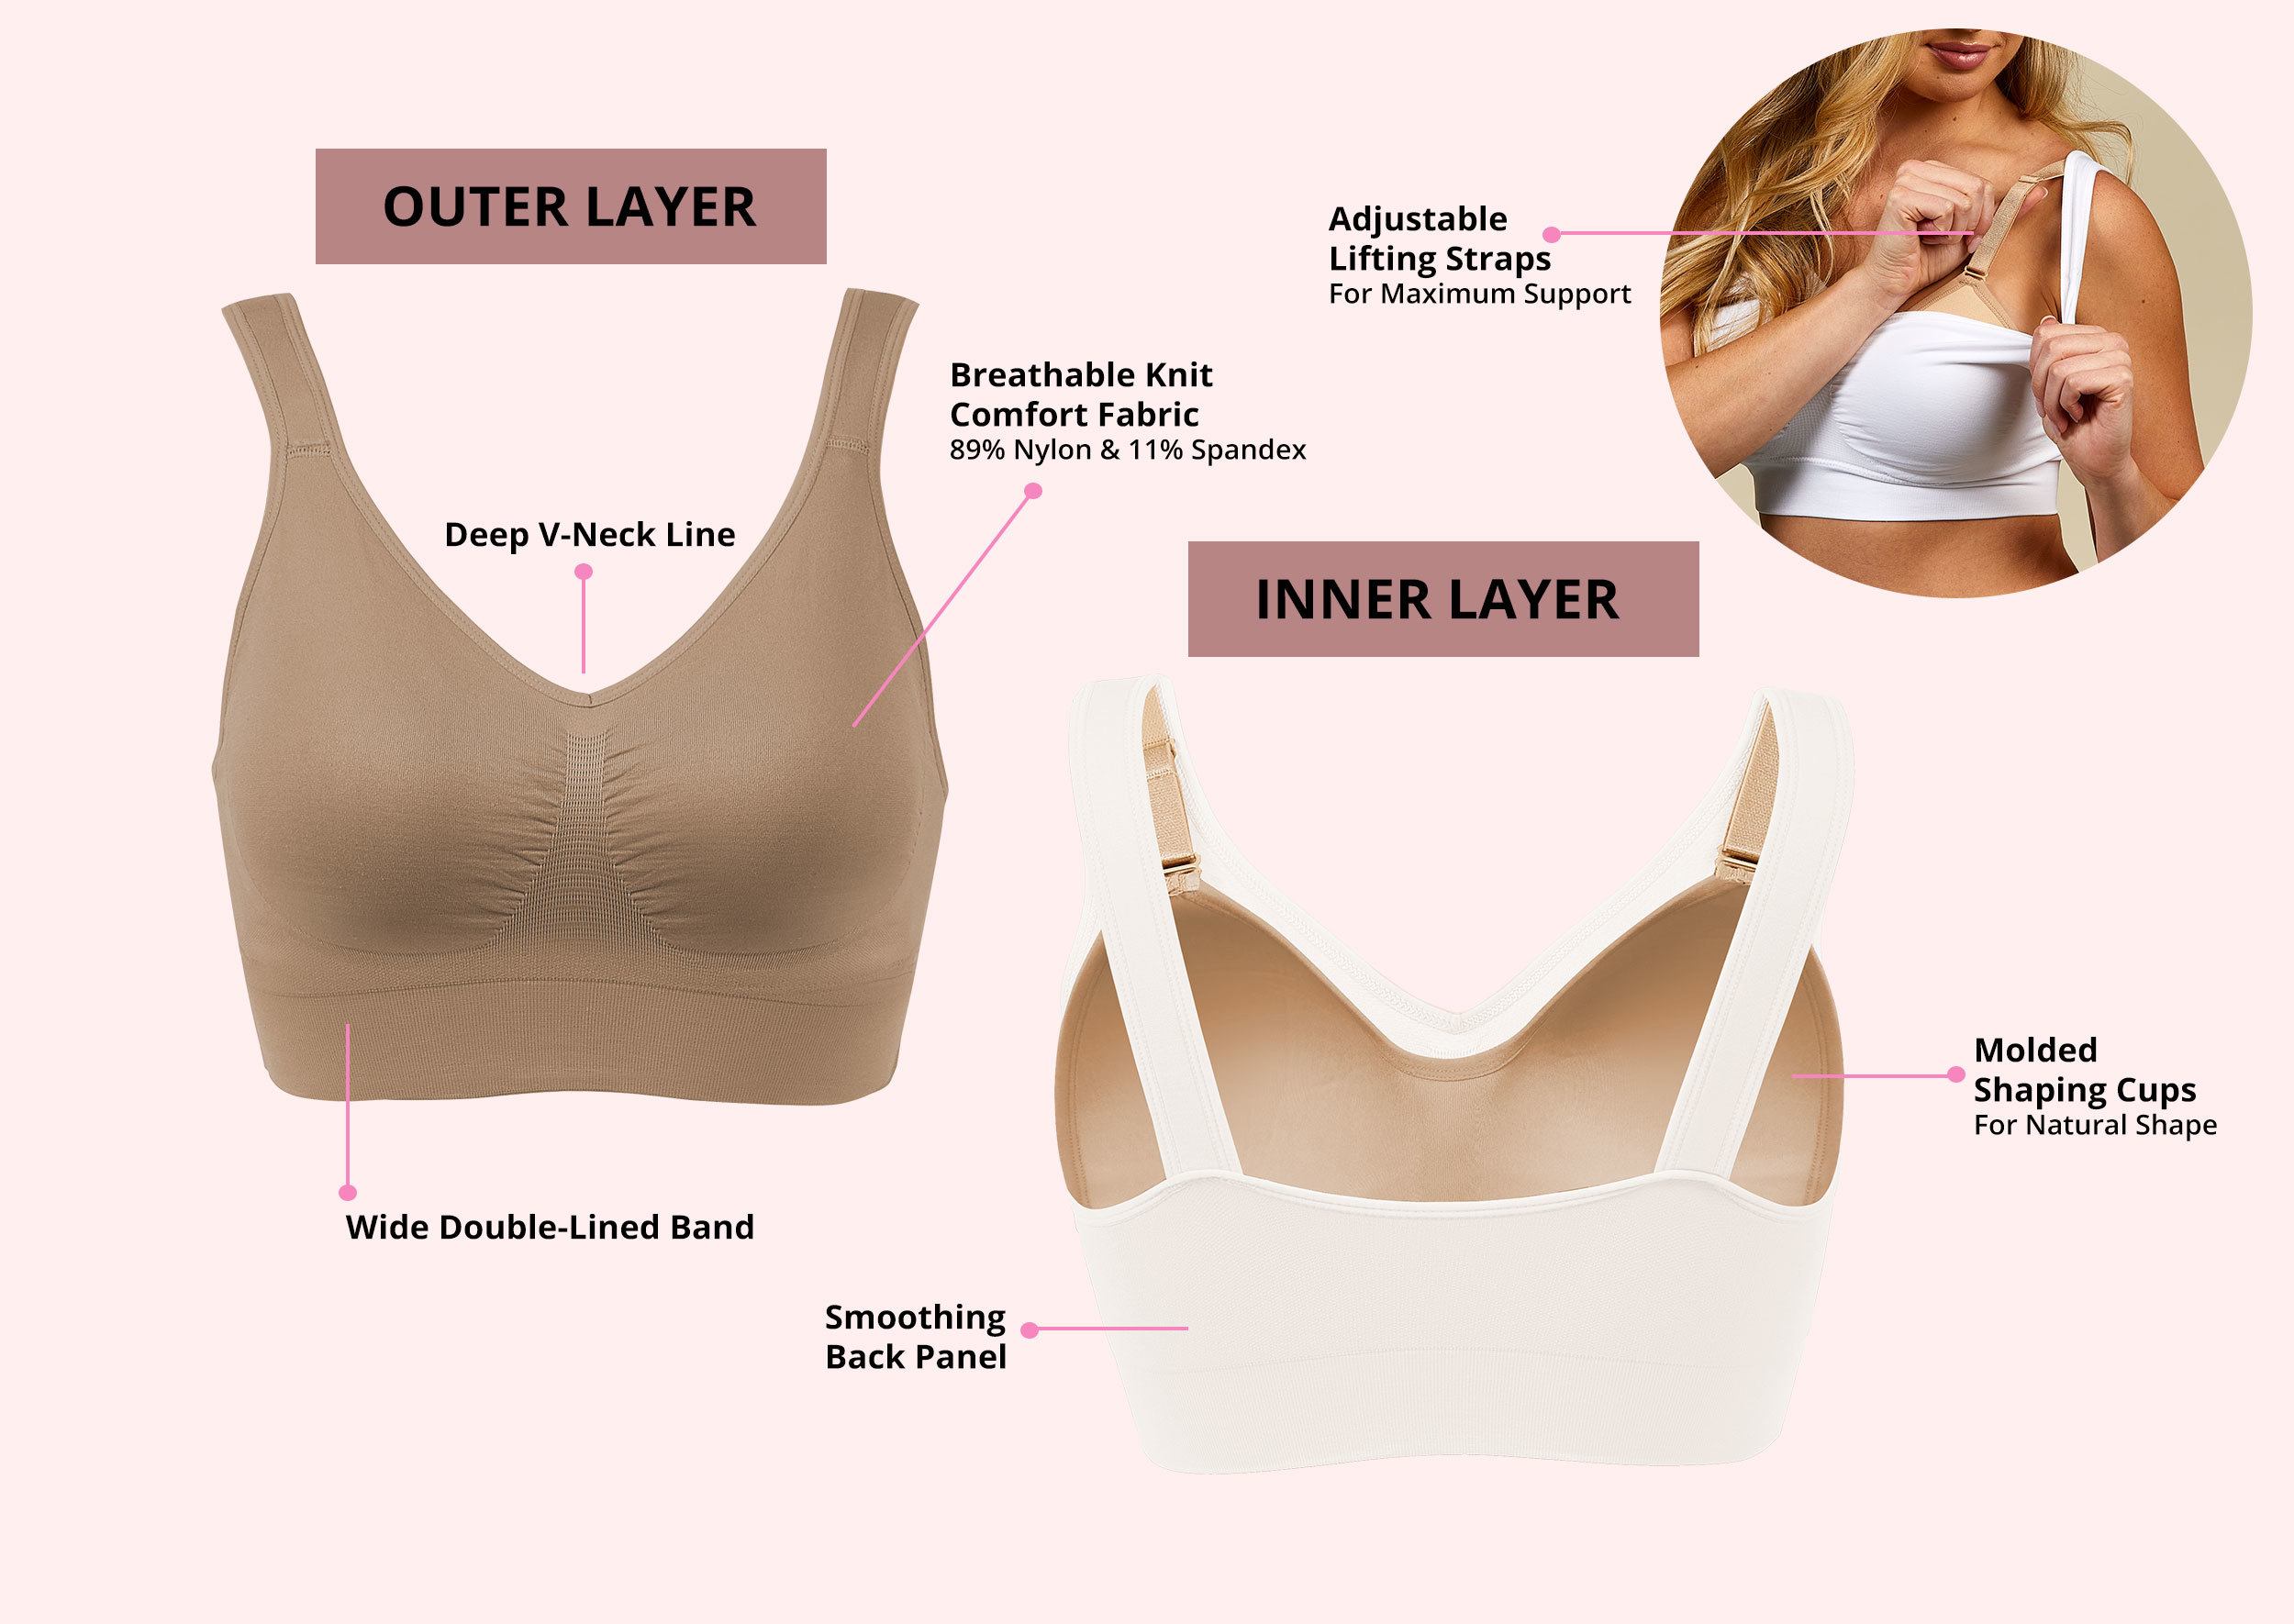 OUTER LAYER
Adjustable
Lifting Straps
For Maximum Support
Breathable Knit
Comfort Fabric
89% Nylon & 11% Spandex
Deep V-Neck Line
INNER LAYER
Molded
Shaping Cups
For Natural Shape
Wide Double-Lined Band
Smoothing
Back Panel